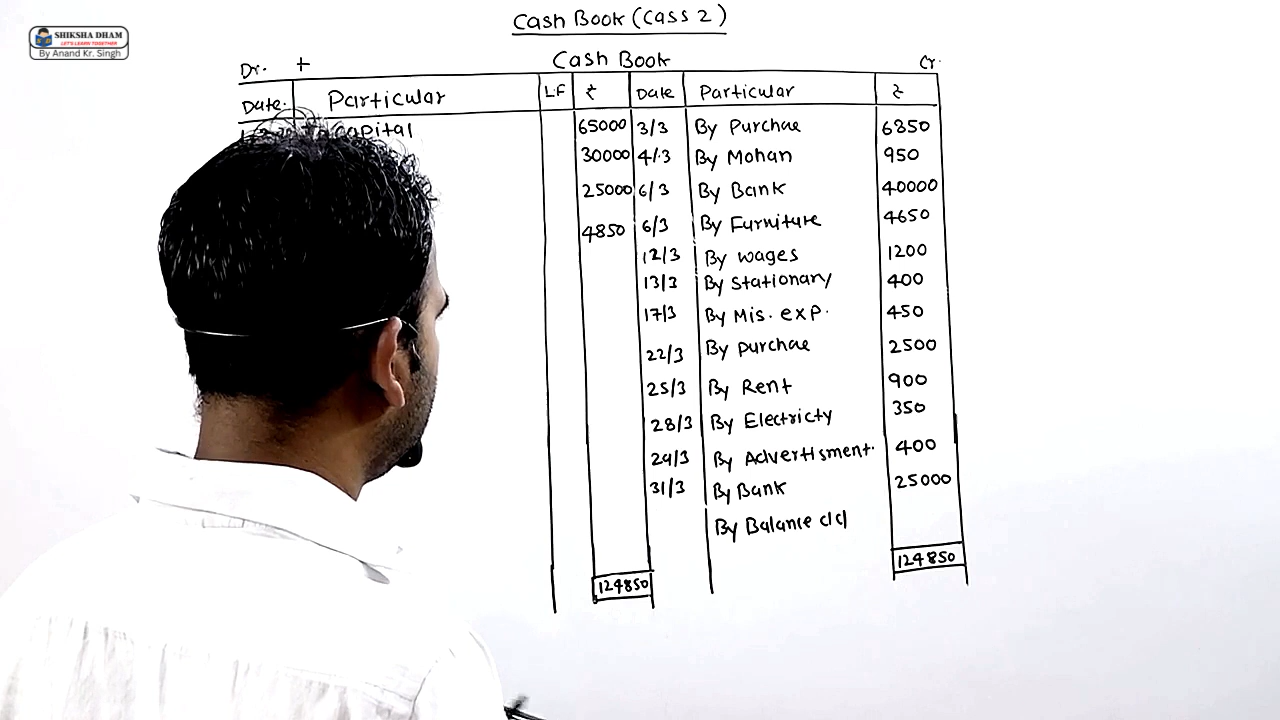 SHIKSHA DHAM
LET'S LEARN TOGETHER
By Anand Kr. Singh
Cash Book (Cass 2)
Dr. + Cash Book Cr.
Date. Particular L.F ₹ Date Particular ₹
Capital 65000 3/3 By Purchae 6850
30000 4/3 By Mohan 950
25000 6/3 By Bank 40000
4850 6/3 By Furniture 4650
12/3 By wages 1200
13/3 By Stationary 400
17/3 By Mis. exp. 450
22/3 By purchae 2500
25/3 By Rent 900
28/3 By Electricty 350
29/3 By Advertisment. 400
31/3 By Bank 25000
By Balance c/d
124850
124850